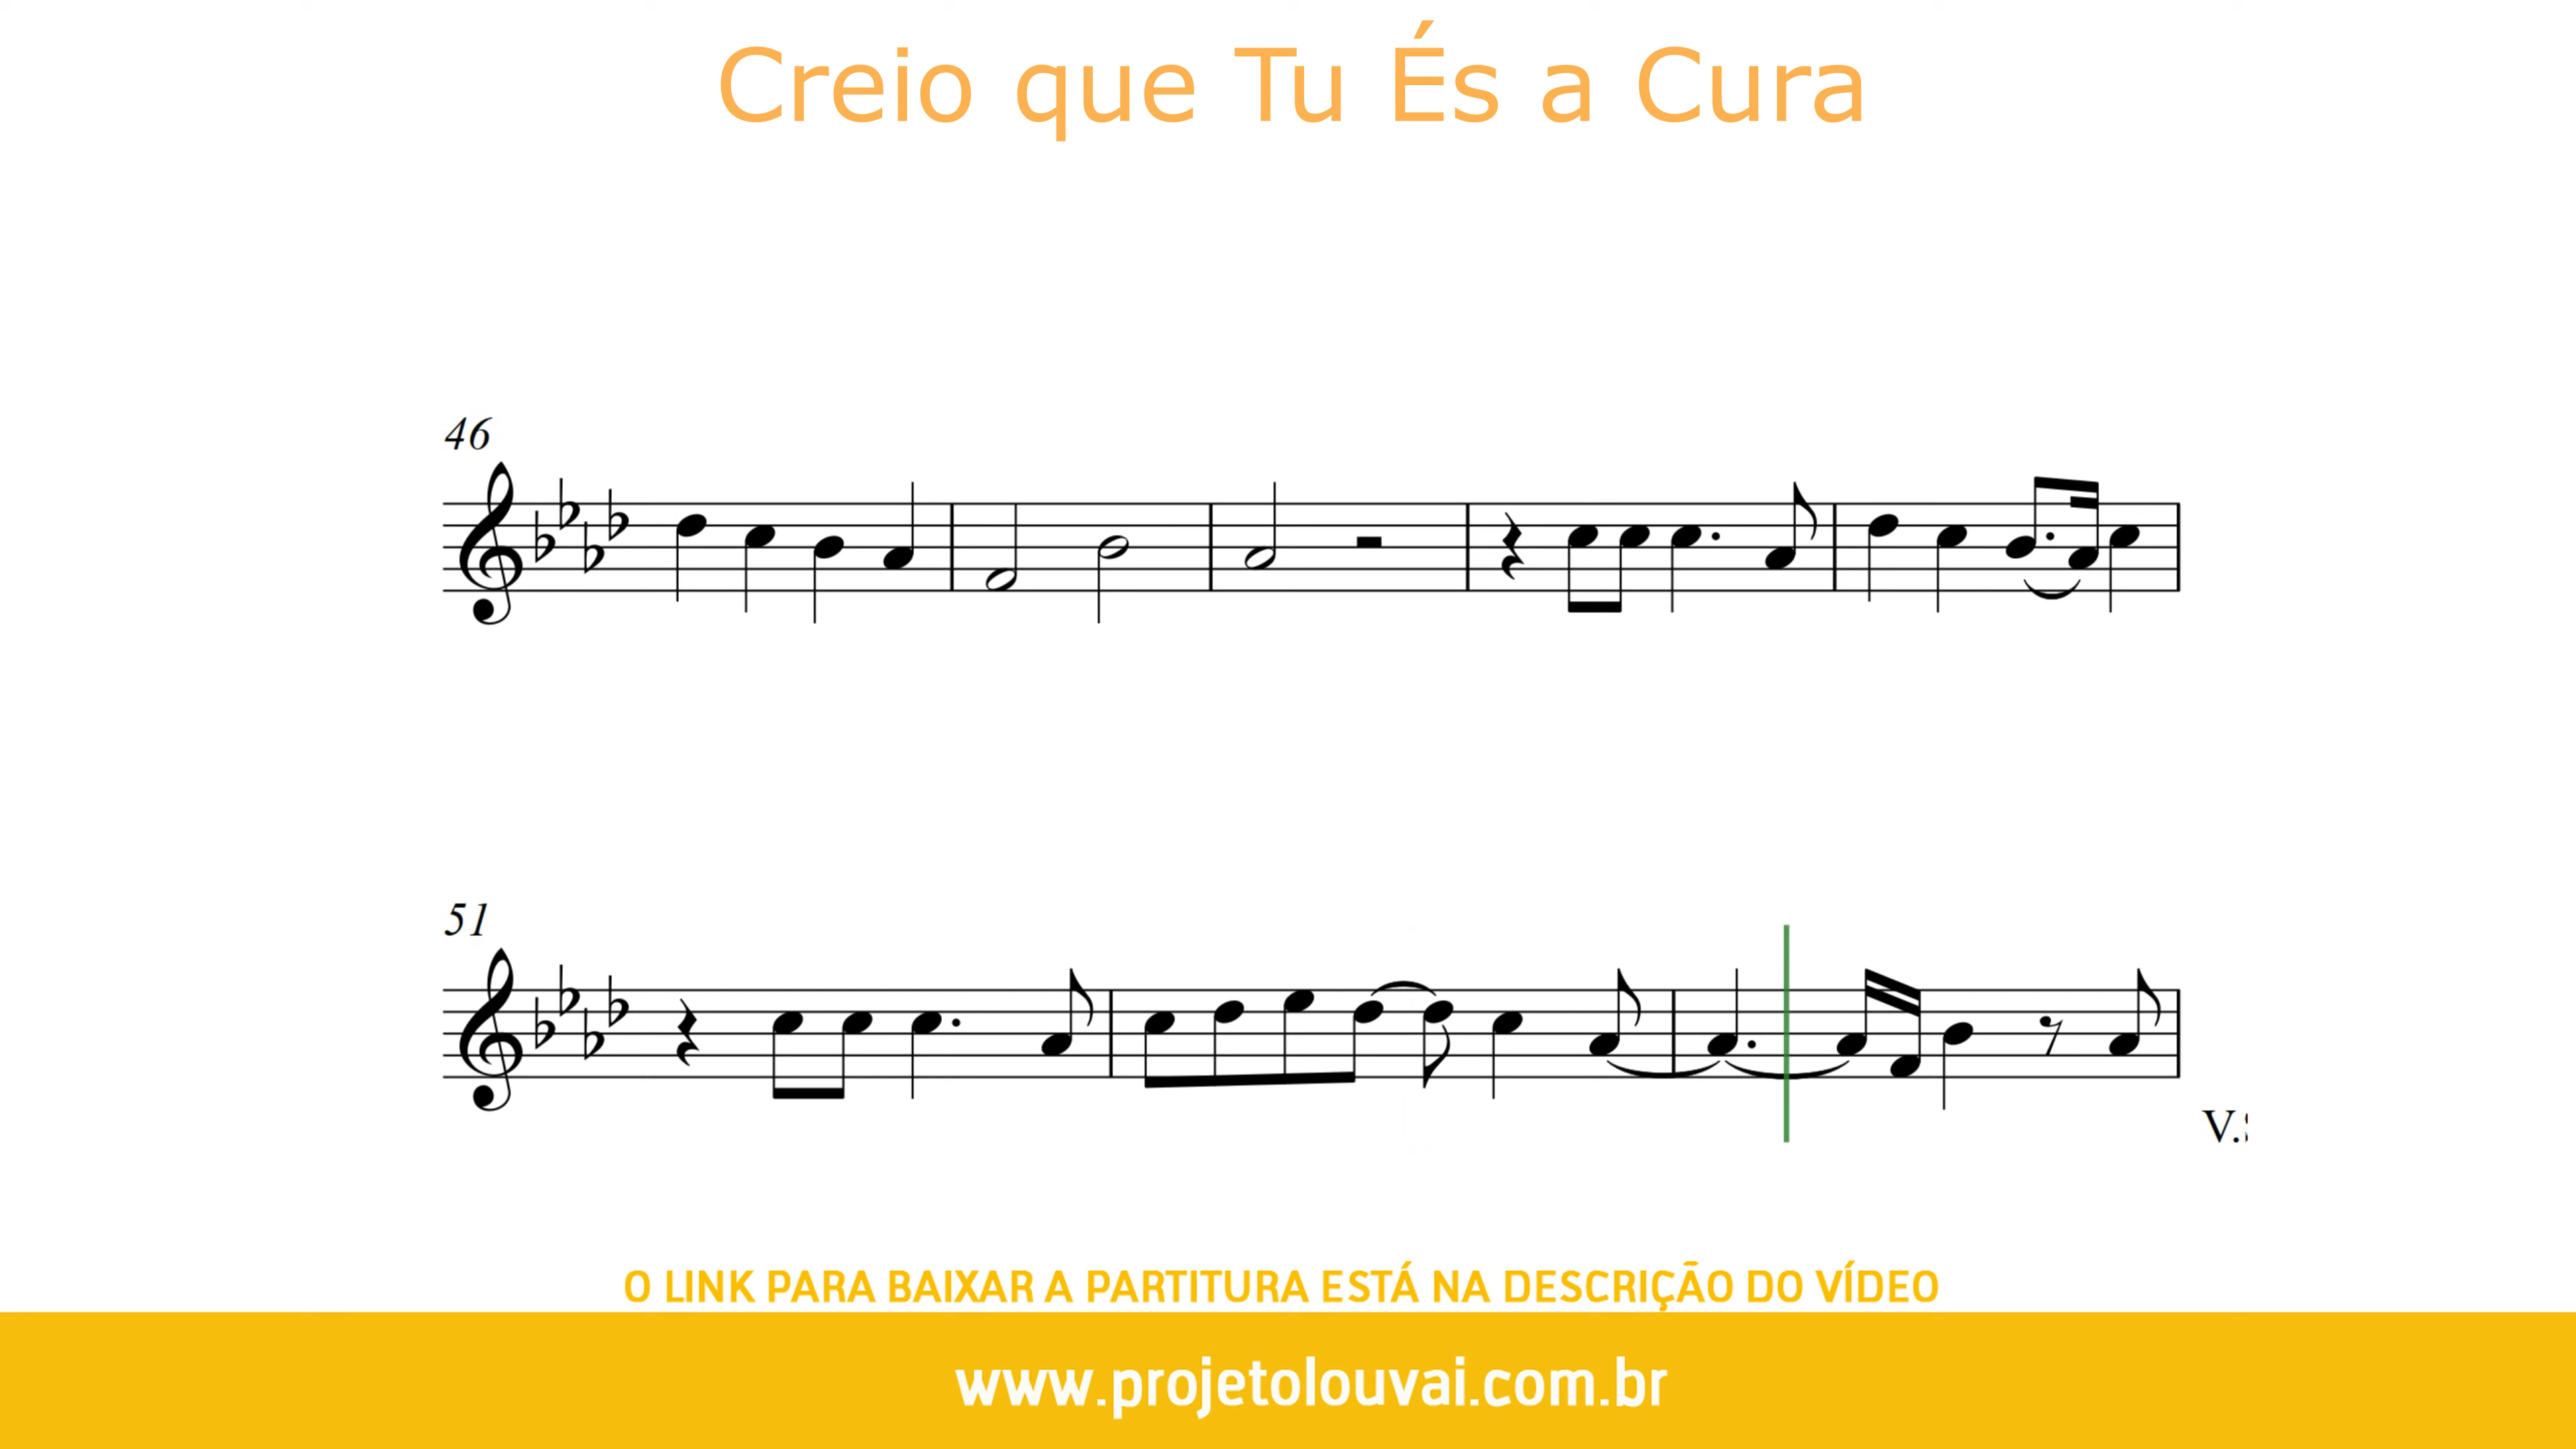 Creio que Tu És a Cura
46
51
V.
O LINK PARA BAIXAR A PARTITURA ESTÁ NA DESCRIÇÃO DO VÍDEO
www.projetolouvai.com.br